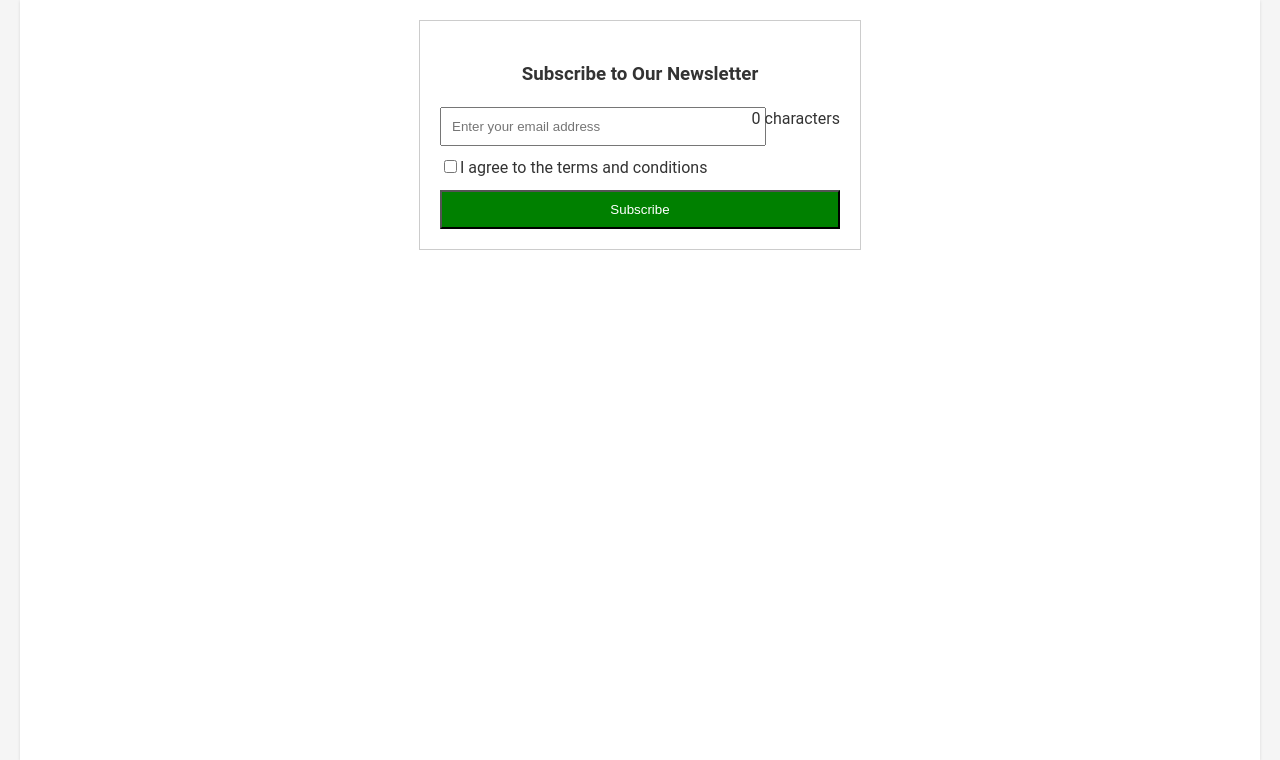 Subscribe to Our Newsletter
Enter your email address
0 characters
I agree to the terms and conditions
Subscribe